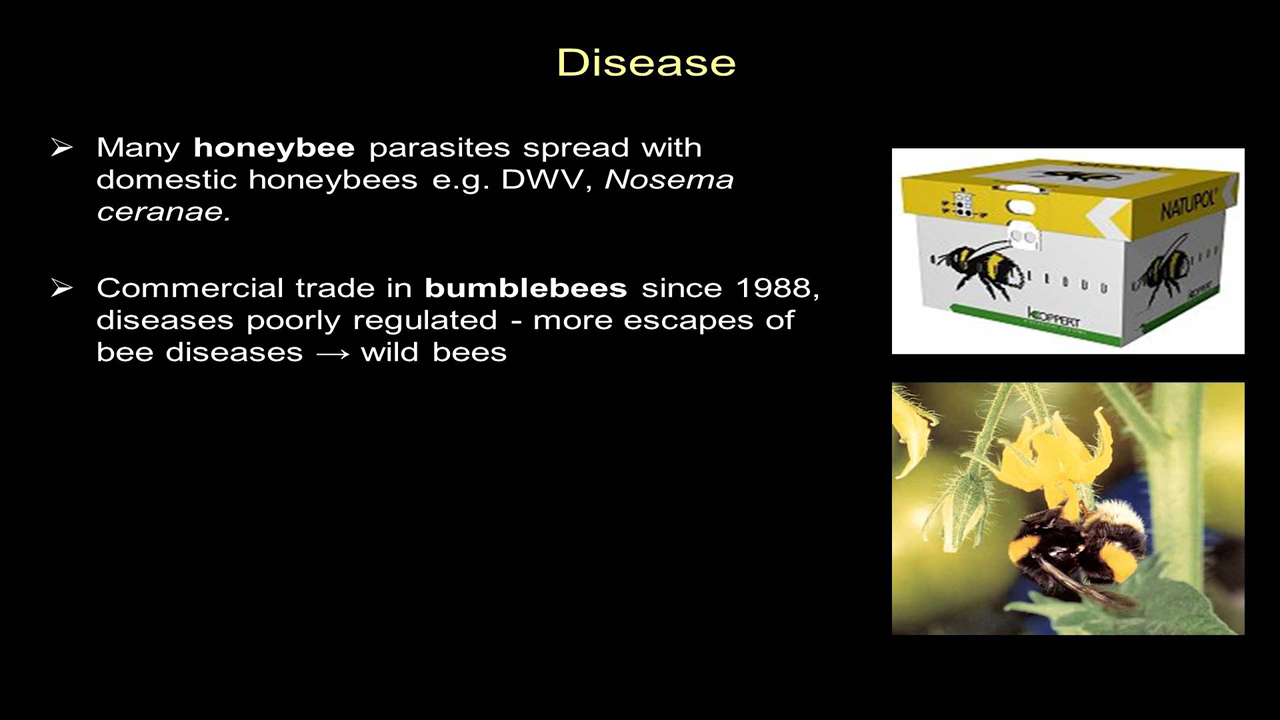 Disease
➢ Many honeybee parasites spread with
domestic honeybees e.g. DWV, Nosema
ceranae.
➢ Commercial trade in bumblebees since 1988,
diseases poorly regulated - more escapes of
bee diseases → wild bees
NATUPOL
KOPPERT